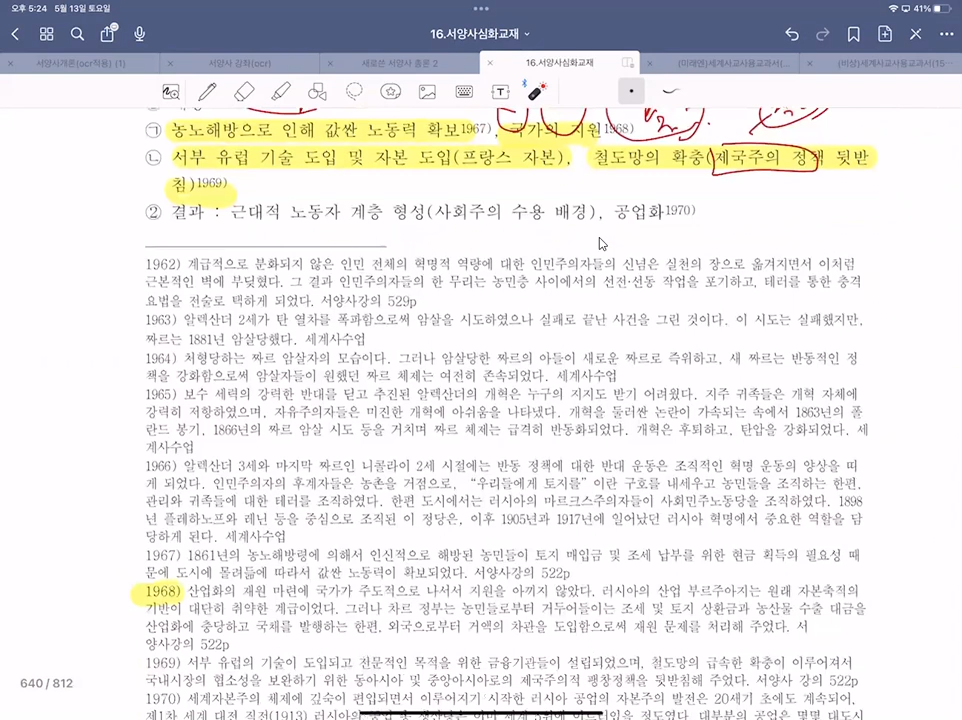 오후 5:24 5월 13일 토요일
41%
16.서양사심화교재
서양사개론(ocr적용) (1)
서양사 강좌(ocr)
새로쓴 서양사 총론 2
16.서양사심화교재
(미래엔)세계사교사용교과서(...
(비상)세계사교사용교과서(15...
㉠ 농노해방으로 인해 값싼 노동력 확보1967), 국가의 지원1968)
㉡ 서부 유럽 기술 도입 및 자본 도입(프랑스 자본), 철도망의 확충(제국주의 정책 뒷받
침)1969)
② 결과 : 근대적 노동자 계층 형성(사회주의 수용 배경), 공업화1970)
1962) 계급적으로 분화되지 않은 인민 전체의 혁명적 역량에 대한 인민주의자들의 신념은 실천의 장으로 옮겨지면서 이처럼
근본적인 벽에 부딪혔다. 그 결과 인민주의자들의 한 무리는 농민층 사이에서의 선전·선동 작업을 포기하고, 테러를 통한 충격
요법을 전술로 택하게 되었다. 서양사강의 529p
1963) 알렉산더 2세가 탄 열차를 폭파함으로써 암살을 시도하였으나 실패로 끝난 사건을 그린 것이다. 이 시도는 실패했지만,
짜르는 1881년 암살당했다. 세계사수업
1964) 처형당하는 짜르 암살자의 모습이다. 그러나 암살당한 짜르의 아들이 새로운 짜르로 즉위하고, 새 짜르는 반동적인 정
책을 강화함으로써 암살자들이 원했던 짜르 체제는 여전히 존속되었다. 세계사수업
1965) 보수 세력의 강력한 반대를 딛고 추진된 알렉산더의 개혁은 누구의 지지도 받기 어려웠다. 지주 귀족들은 개혁 자체에
강력히 저항하였으며, 자유주의자들은 미진한 개혁에 아쉬움을 나타냈다. 개혁을 둘러싼 논란이 가속되는 속에서 1863년의 폴
란드 봉기, 1866년의 짜르 암살 시도 등을 거치며 짜르 체제는 급격히 반동화되었다. 개혁은 후퇴하고, 탄압을 강화되었다. 세
계사수업
1966) 알렉산더 3세와 마지막 짜르인 니콜라이 2세 시절에는 반동 정책에 대한 반대 운동은 조직적인 혁명 운동의 양상을 띠
게 되었다. 인민주의자의 후계자들은 농촌을 거점으로, “우리들에게 토지를” 이란 구호를 내세우고 농민들을 조직하는 한편,
관리와 귀족들에 대한 테러를 조직하였다. 한편 도시에서는 러시아의 마르크스주의자들이 사회민주노동당을 조직하였다. 1898
년 플레하노프와 레닌 등을 중심으로 조직된 이 정당은, 이후 1905년과 1917년에 일어났던 러시아 혁명에서 중요한 역할을 담
당하게 된다. 세계사수업
1967) 1861년의 농노해방령에 의해서 인신적으로 해방된 농민들이 토지 매입금 및 조세 납부를 위한 현금 획득의 필요성 때
문에 도시에 몰려듦에 따라서 값싼 노동력이 확보되었다. 서양사강의 522p
1968) 산업화의 재원 마련에 국가가 주도적으로 나서서 지원을 아끼지 않았다. 러시아의 산업 부르주아지는 원래 자본축적의
기반이 대단히 취약한 계급이었다. 그러나 차르 정부는 농민들로부터 거두어들이는 조세 및 토지 상환금과 농산물 수출 대금을
산업화에 충당하고 국채를 발행하는 한편, 외국으로부터 거액의 차관을 도입함으로써 재원 문제를 처리해 주었다. 서
양사강의 522p
1969) 서부 유럽의 기술이 도입되고 전문적인 목적을 위한 금융기관들이 설립되었으며, 철도망의 급속한 확충이 이루어져서
국내시장의 협소성을 보완하기 위한 동아시아 및 중앙아시아로의 제국주의적 팽창정책을 뒷받침해 주었다. 서양사 강의 522p
1970) 세계자본주의 체제에 깊숙이 편입되면서 이루어지기 시작한 러시아 공업의 자본주의 발전은 20세기 초에도 계속되어,
640 / 812